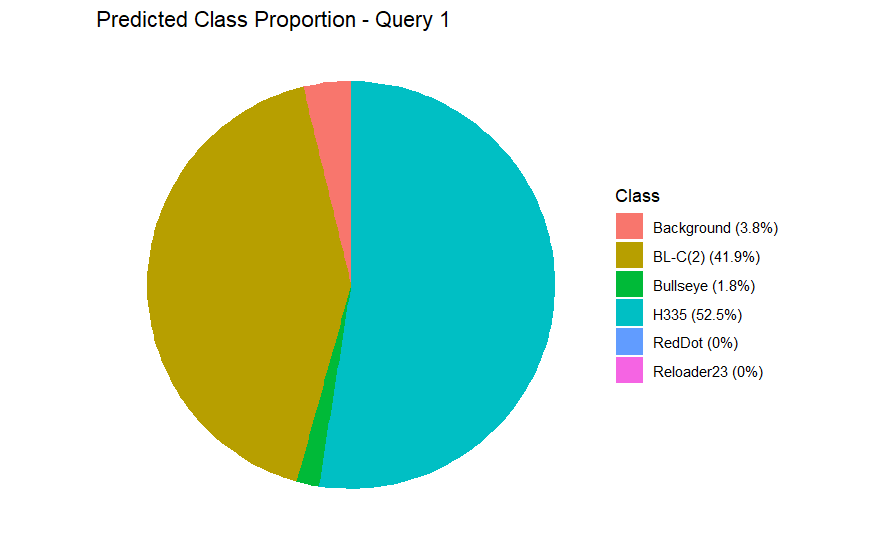 Predicted Class Proportion - Query 1
Class
Background (3.8%)
BL-C(2) (41.9%)
Bullseye (1.8%)
H335 (52.5%)
RedDot (0%)
Reloader23 (0%)